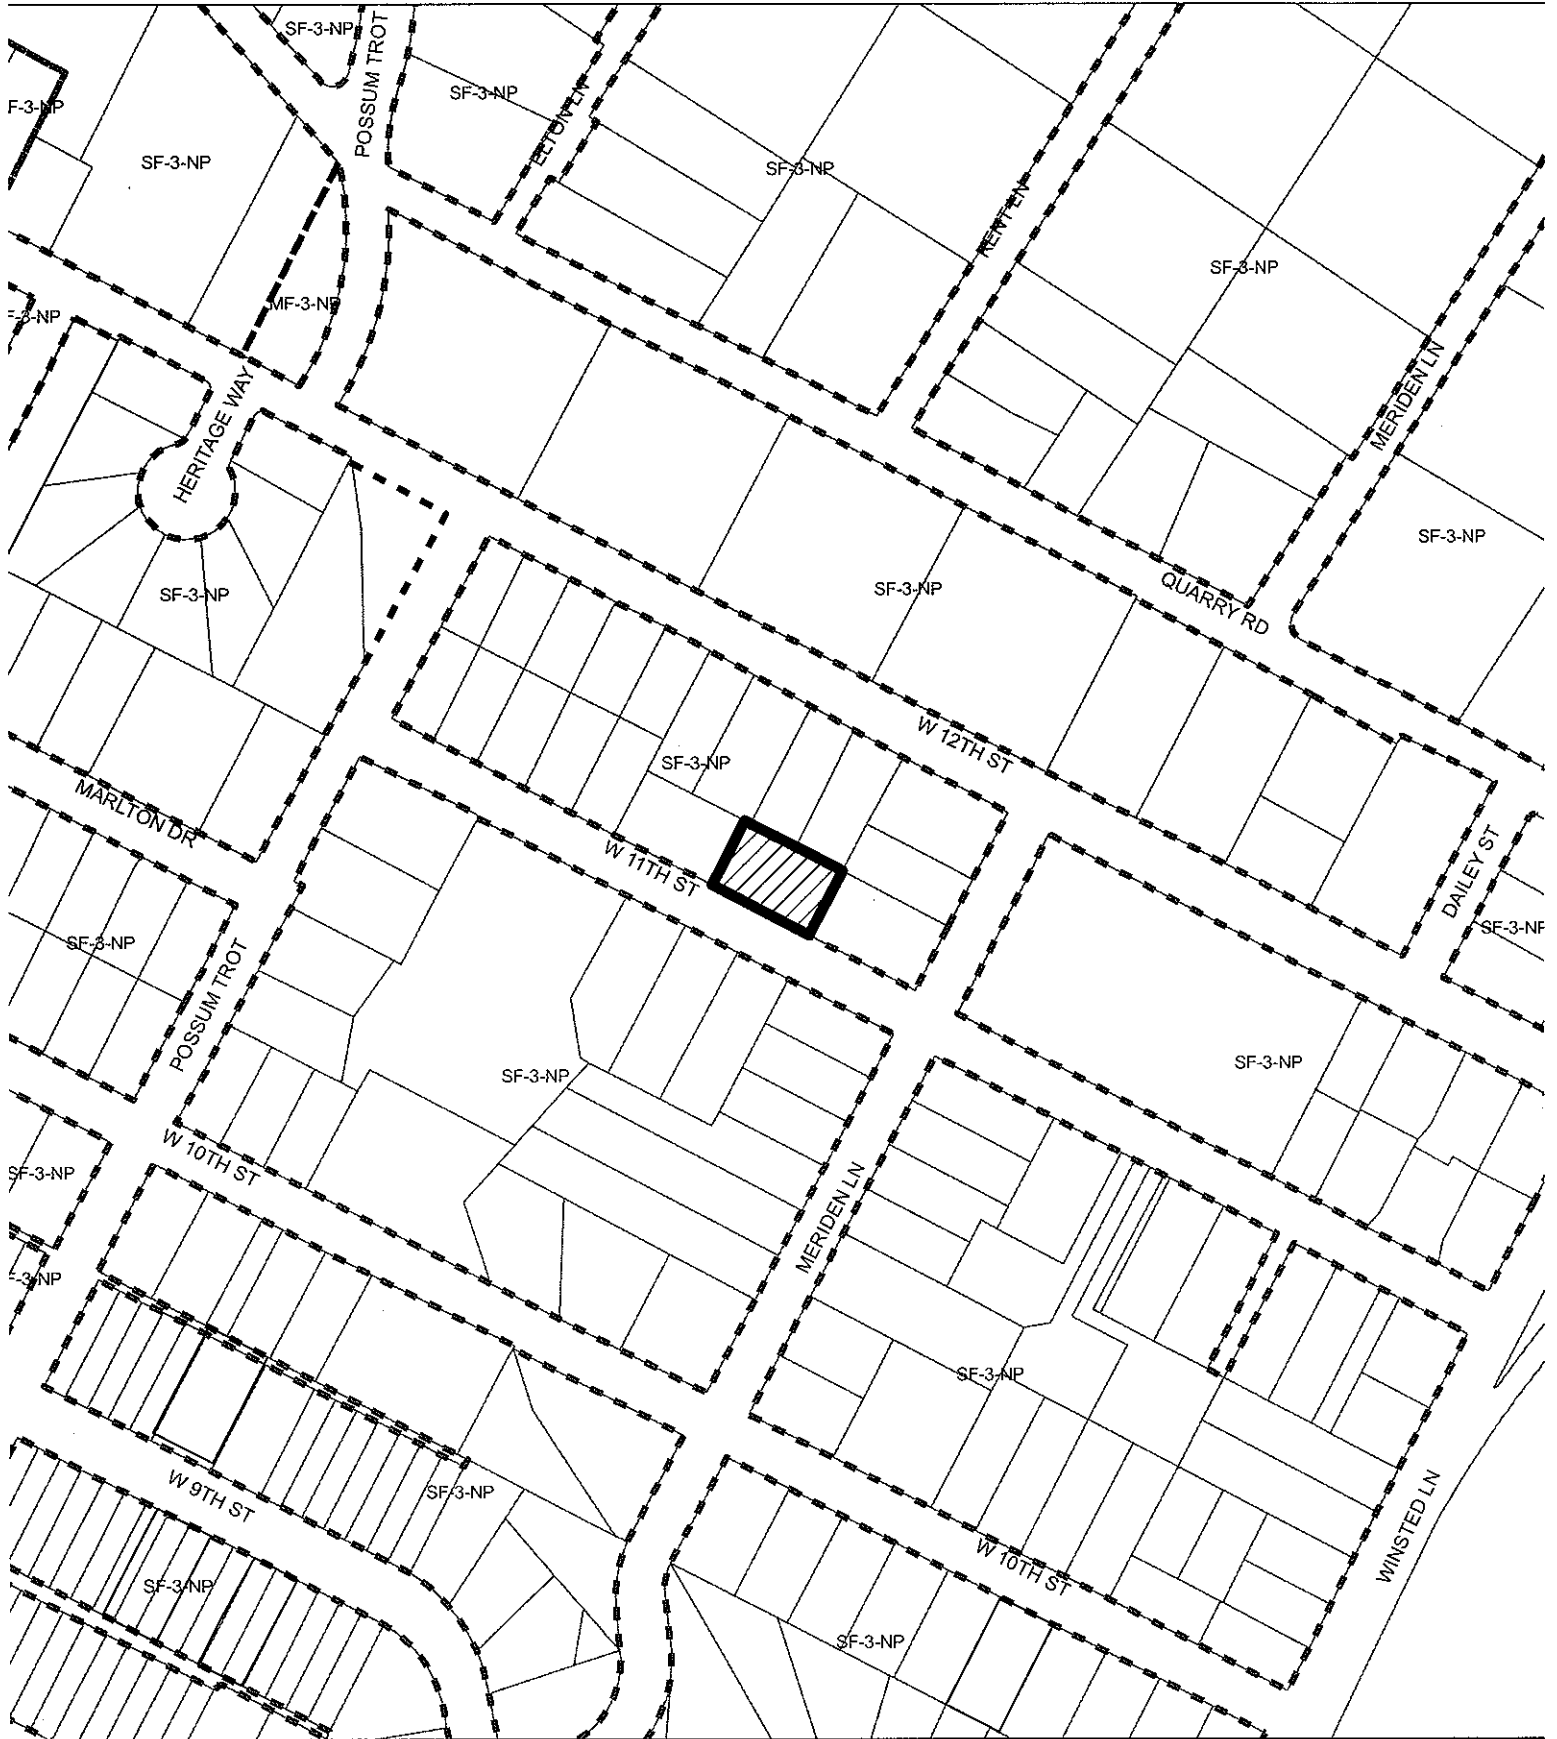 SF-3-NP
POSSUM TROT
SF-3-NP
ELTON LN
F-3-NP
SF-3-NP
SF-3-NP
KENT LN
SF-3-NP
MF-3-NP
F-3-NP
MERIDEN LN
HERITAGE WAY
SF-3-NP
SF-3-NP
SF-3-NP
QUARRY RD
W 12TH ST
SF-3-NP
MARLTON DR
W 11TH ST
DAILEY ST
SF-3-NP
SF-3-NP
POSSUM TROT
SF-3-NP
SF-3-NP
W 10TH ST
SF-3-NP
MERIDEN LN
F-3-NP
SF-3-NP
W 9TH ST
SF-3-NP
WINSTED LN
W 10TH ST
SF-3-NP
SF-3-NP